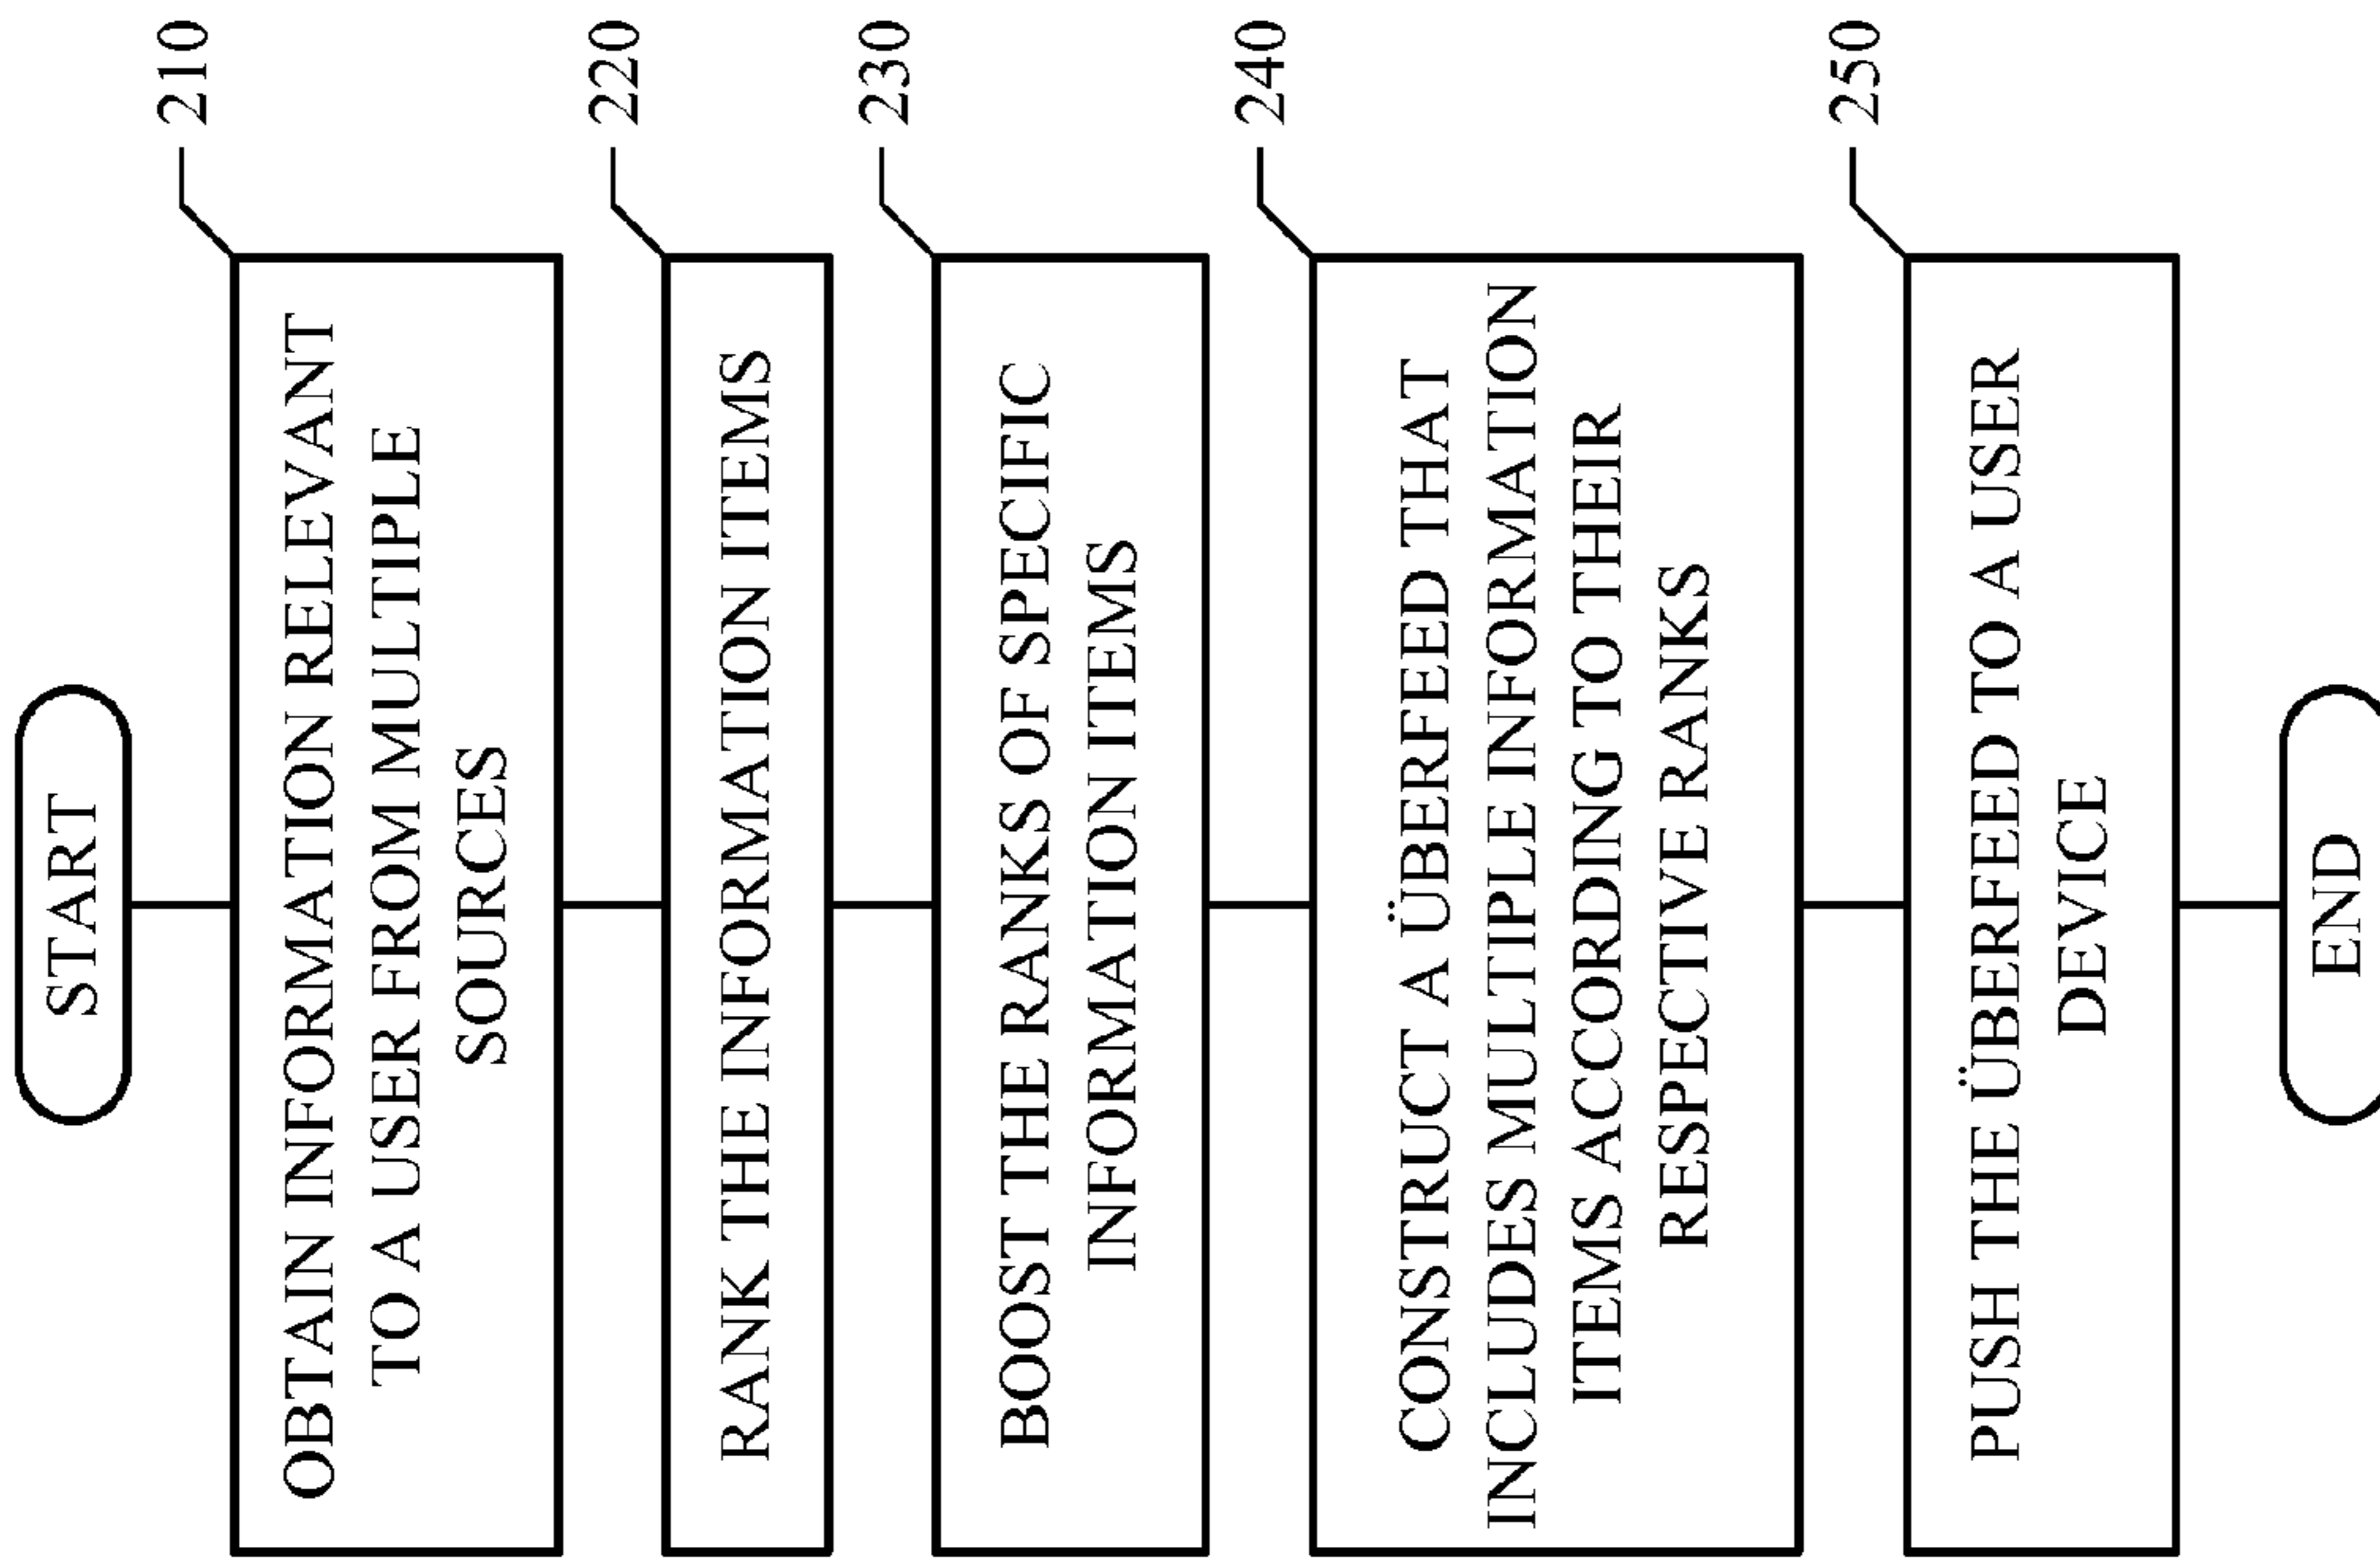 START
210
OBTAIN INFORMATION RELEVANT
TO A USER FROM MULTIPLE
SOURCES
220
RANK THE INFORMATION ITEMS
230
BOOST THE RANKS OF SPECIFIC
INFORMATION ITEMS
240
CONSTRUCT A ÜBERFEED THAT
INCLUDES MULTIPLE INFORMATION
ITEMS ACCORDING TO THEIR
RESPECTIVE RANKS
250
PUSH THE ÜBERFEED TO A USER
DEVICE
END